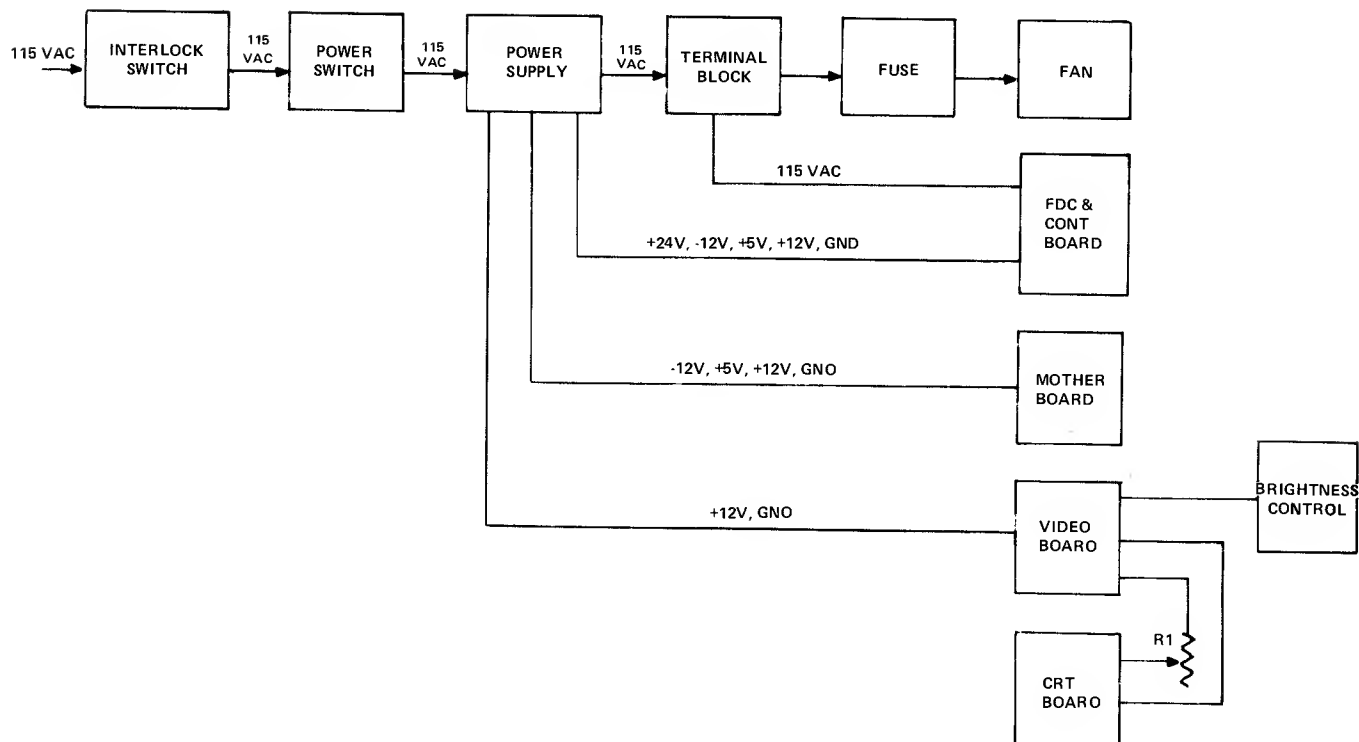 115 VAC
INTERLOCK
SWITCH
115
VAC
POWER
SWITCH
115
VAC
POWER
SUPPLY
115
VAC
TERMINAL
BLOCK
FUSE
FAN
115 VAC
FDC &
CONT
BOARD
+24V, -12V, +5V, +12V, GND
-12V, +5V, +12V, GNO
MOTHER
BOARD
BRIGHTNESS
CONTROL
+12V, GNO
VIDEO
BOARO
R1
CRT
BOARO